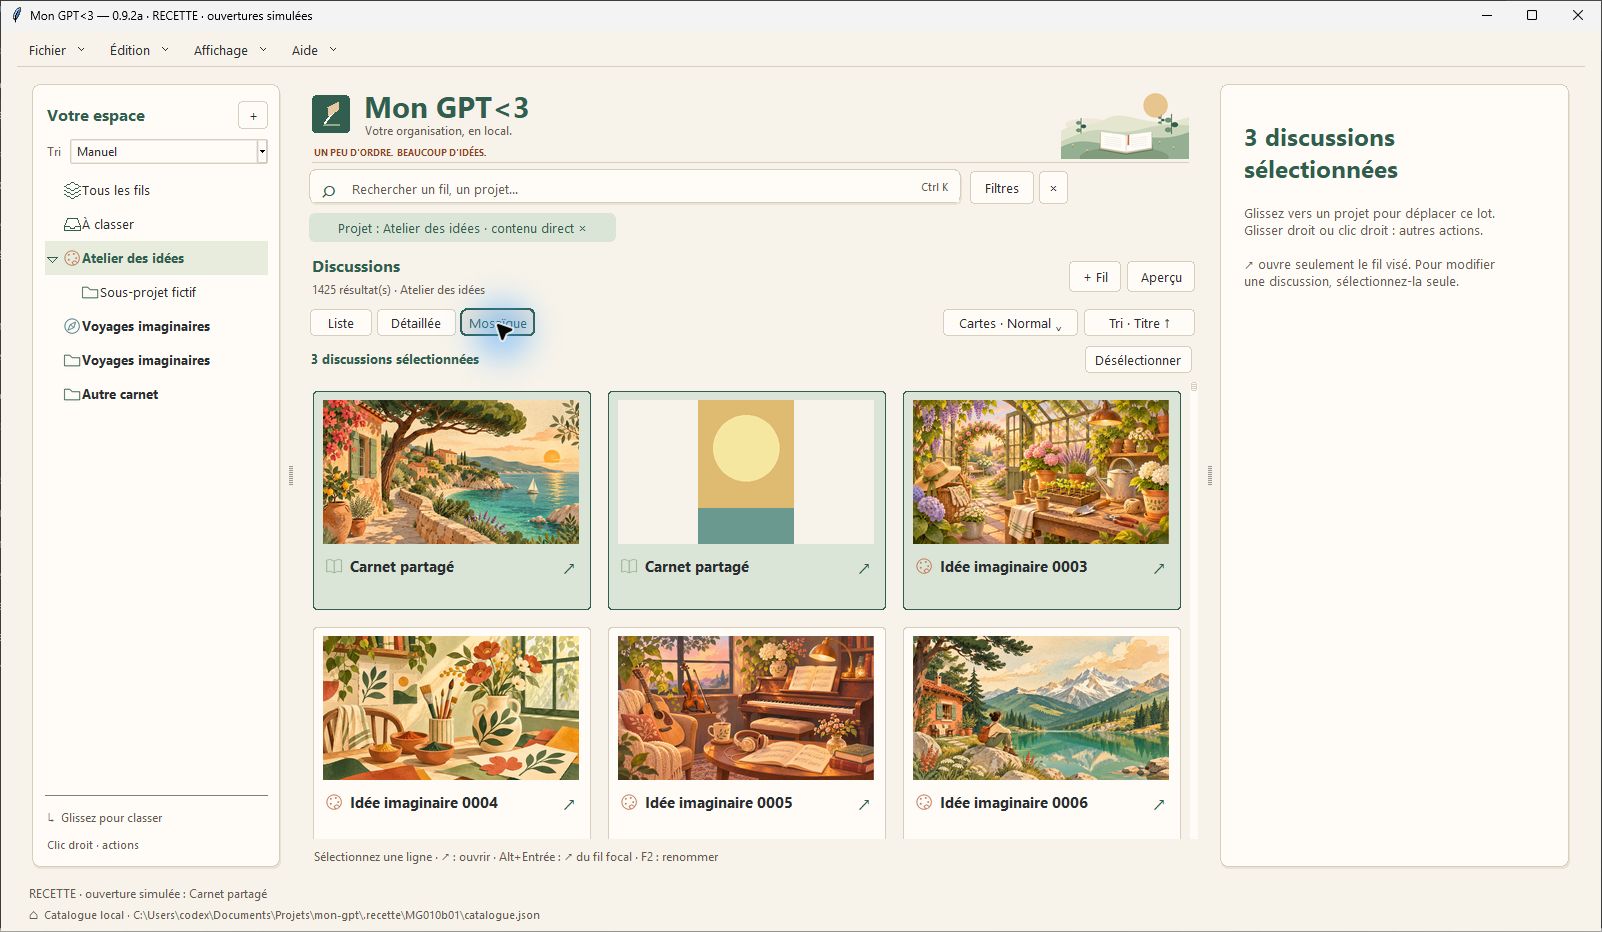 Mon GPT<3 — 0.9.2a · RECETTE · ouvertures simulées
Fichier Édition Affichage Aide
Votre espace +
Tri Manuel
Tous les fils
À classer
Atelier des idées
Sous-projet fictif
Voyages imaginaires
Voyages imaginaires
Autre carnet
↳ Glissez pour classer
Clic droit · actions
Mon GPT<3
Votre organisation, en local.
UN PEU D'ORDRE. BEAUCOUP D'IDÉES.
Rechercher un fil, un projet... Ctrl K Filtres ×
Projet : Atelier des idées · contenu direct ×
Discussions
1425 résultat(s) · Atelier des idées
+ Fil Aperçu
Liste Détaillée Mosaïque Cartes · Normal Tri · Titre ↑
3 discussions sélectionnées Désélectionner
Carnet partagé ↗
Carnet partagé ↗
Idée imaginaire 0003 ↗
Idée imaginaire 0004 ↗
Idée imaginaire 0005 ↗
Idée imaginaire 0006 ↗
Sélectionnez une ligne · ↗ : ouvrir · Alt+Entrée : ↗ du fil focal · F2 : renommer
3 discussions
sélectionnées
Glissez vers un projet pour déplacer ce lot.
Glisser droit ou clic droit : autres actions.
↗ ouvre seulement le fil visé. Pour modifier
une discussion, sélectionnez-la seule.
RECETTE · ouverture simulée : Carnet partagé
⌂ Catalogue local · C:\Users\codex\Documents\Projets\mon-gpt\.recette\MG010b01\catalogue.json